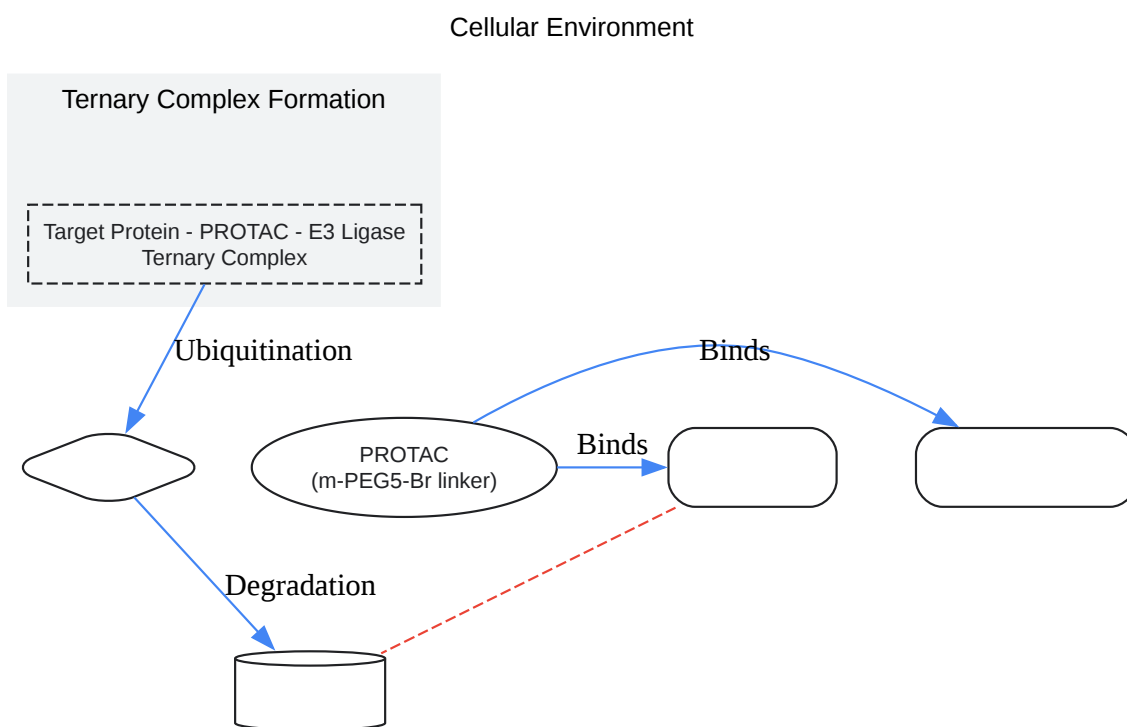 Cellular Environment
Ternary Complex Formation
Target Protein - PROTAC - E3 Ligase
Ternary Complex
Ubiquitination
Binds
Binds
PROTAC
(m-PEG5-Br linker)
Degradation